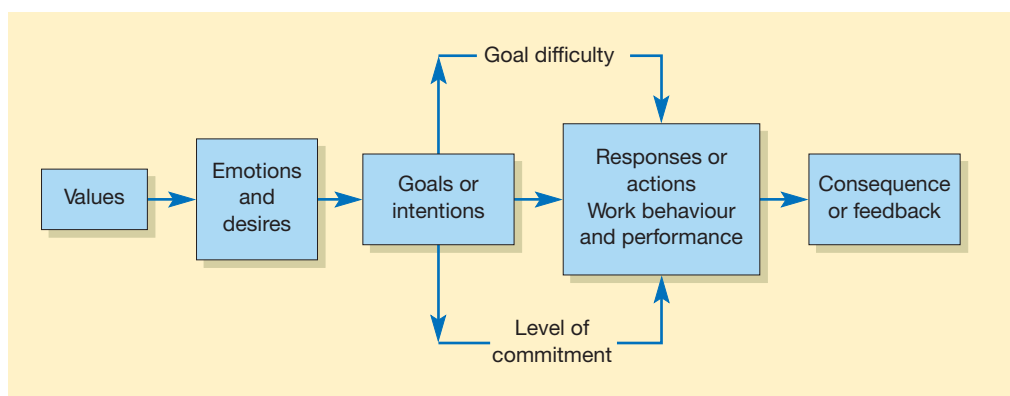 Goal difficulty
Values
Emotions
and
desires
Goals or
intentions
Responses or
actions
Work behaviour
and performance
Consequence
or feedback
Level of
commitment